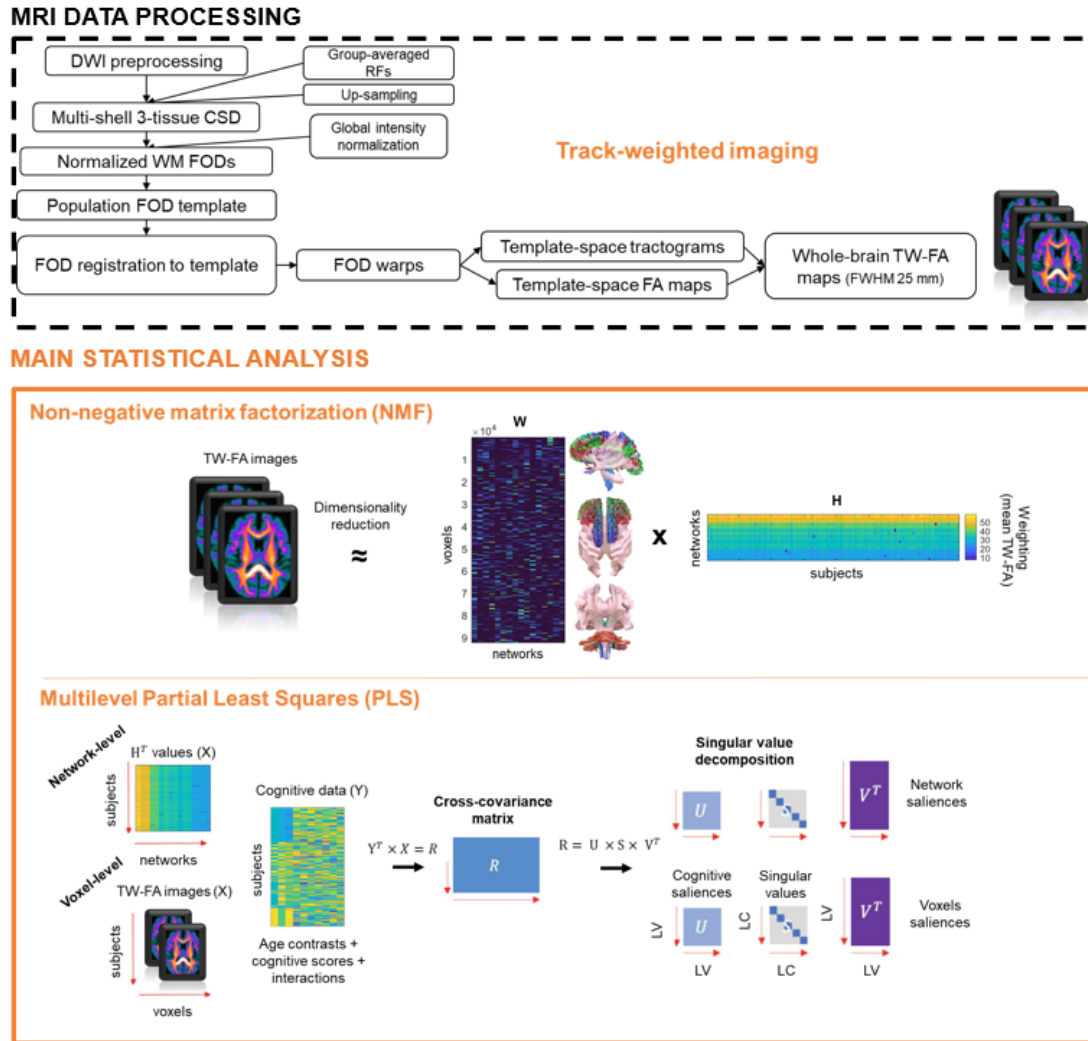 MRI DATA PROCESSING
DWI preprocessing
Group-averaged
RFs
Up-sampling
Multi-shell 3-tissue CSD
Global intensity
normalization
Normalized WM FODs
Track-weighted imaging
Population FOD template
FOD registration to template
FOD warps
Template-space tractograms
Template-space FA maps
Whole-brain TW-FA
maps (FWHM 25 mm)
MAIN STATISTICAL ANALYSIS
Non-negative matrix factorization (NMF)
TW-FA images
Dimensionality
reduction
≈
W
×10⁴
1
2
3
4
5
6
7
8
9
voxels
networks
x
H
networks
subjects
50
40
30
20
10
Weighting
(mean TW-FA)
Multilevel Partial Least Squares (PLS)
Network-level
Hᵀ values (X)
subjects
networks
Voxel-level
TW-FA images (X)
subjects
voxels
Cognitive data (Y)
subjects
Age contrasts +
cognitive scores +
interactions
Yᵀ × X = R
Cross-covariance
matrix
R
R = U × S × Vᵀ
Singular value
decomposition
U
S
Vᵀ
Network
saliences
Cognitive
saliences
Singular
values
LV
U
LV
LC
S
LC
LV
Vᵀ
LV
Voxels
saliences